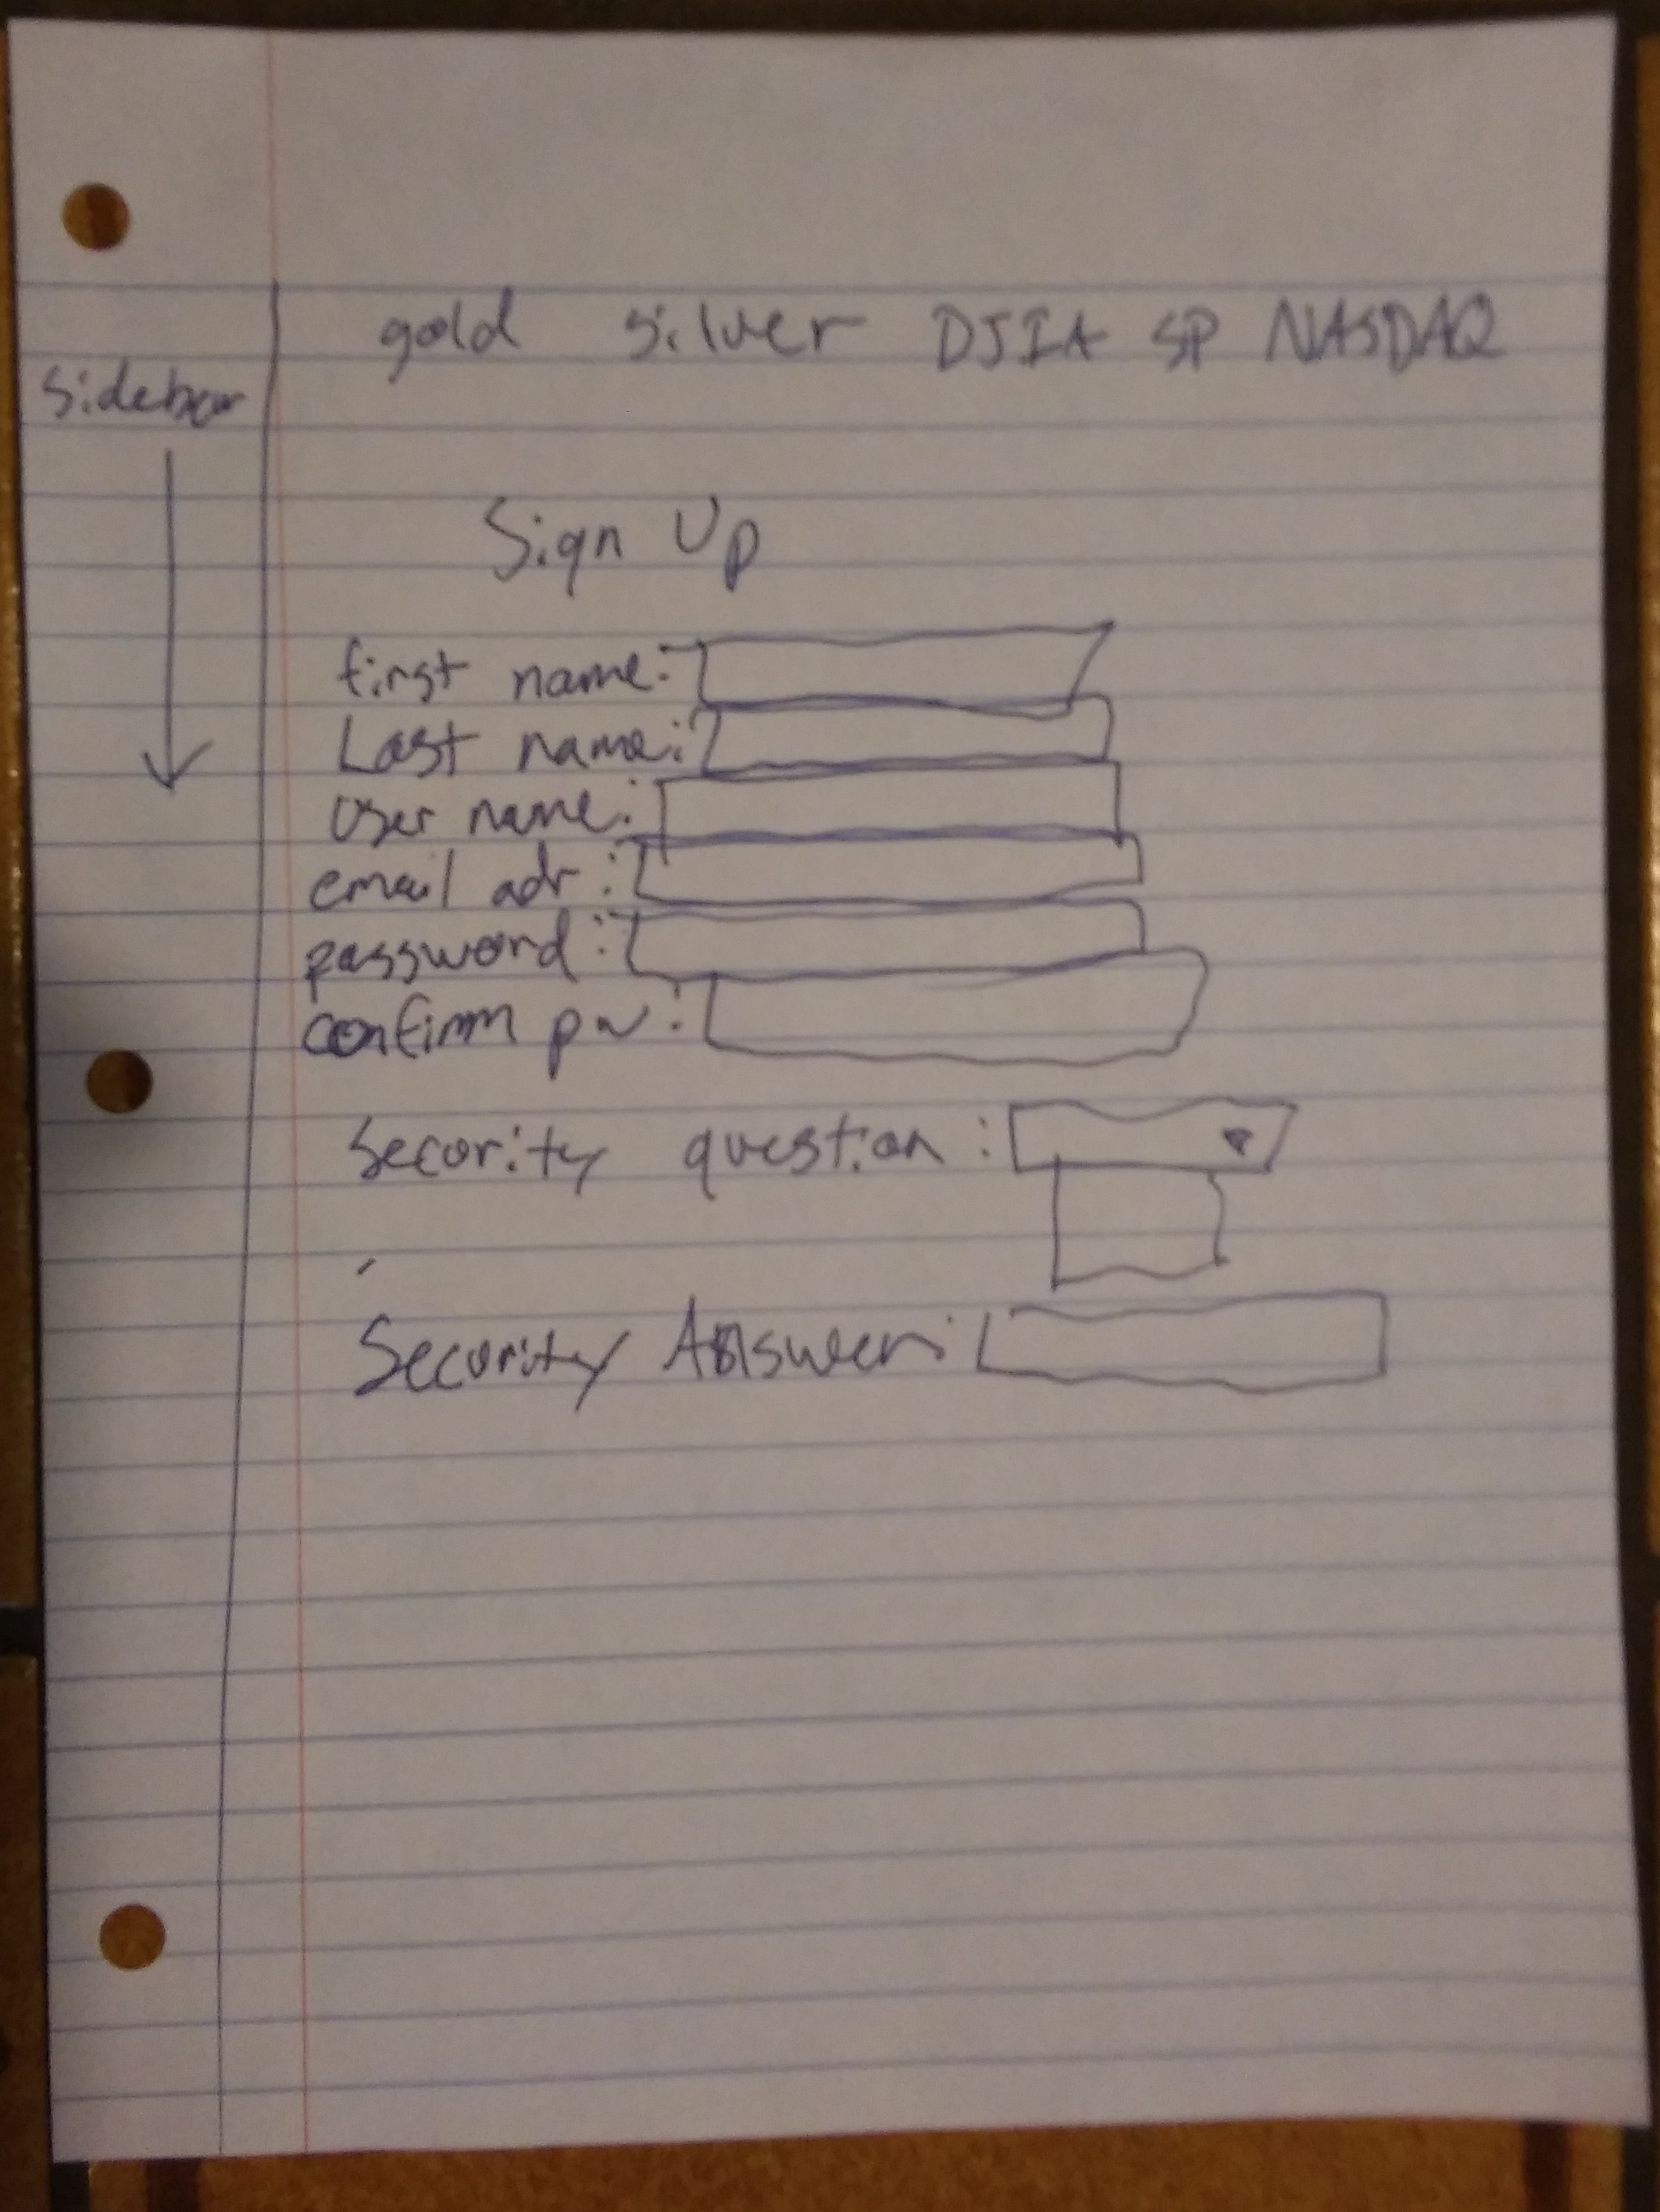 gold silver DJIA SP NASDAQ
Sidebar
Sign Up
first name:
Last name:
User name:
email adr:
password:
confirm pw:
Security question:
Security Answer: